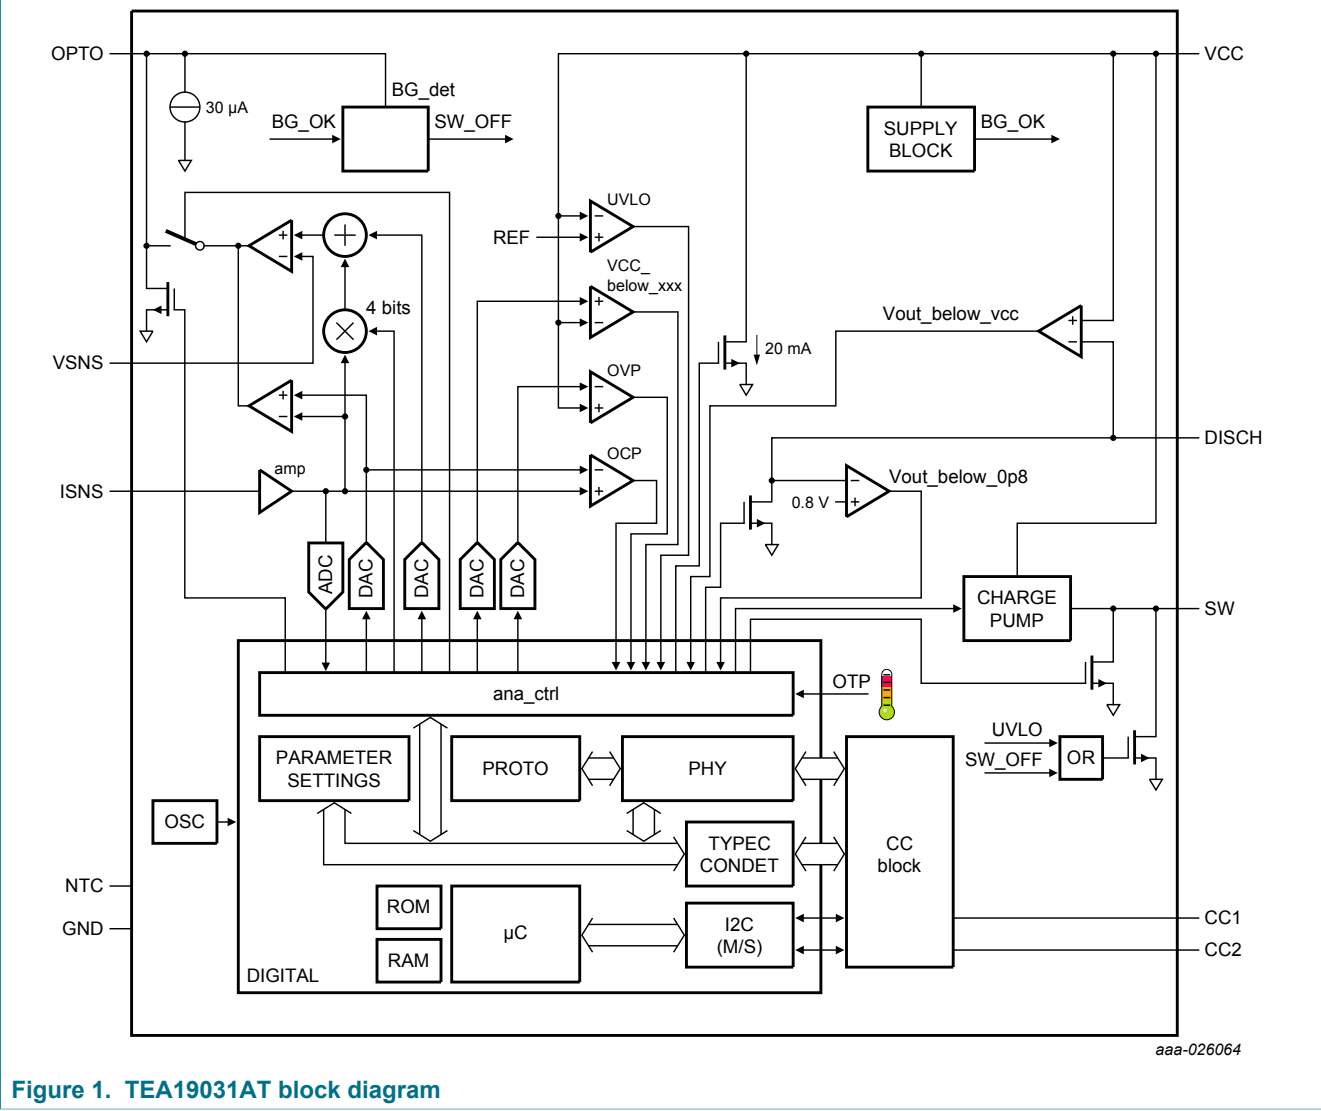 OPTO
VCC
BG_det
30 µA
BG_OK
SW_OFF
SUPPLY
BLOCK
BG_OK
UVLO
REF
VCC_
below_xxx
4 bits
Vout_below_vcc
20 mA
VSNS
OVP
DISCH
OCP
amp
ISNS
Vout_below_0p8
0.8 V
ADC
DAC
DAC
DAC
DAC
CHARGE
PUMP
SW
OTP
ana_ctrl
UVLO
SW_OFF
OR
PARAMETER
SETTINGS
PROTO
PHY
OSC
TYPEC
CONDET
CC
block
NTC
GND
ROM
RAM
µC
I2C
(M/S)
CC1
CC2
DIGITAL
aaa-026064
Figure 1. TEA19031AT block diagram